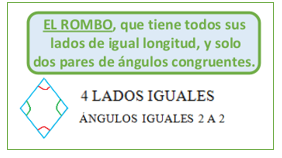 EL ROMBO, que tiene todos sus
lados de igual longitud, y solo
dos pares de ángulos congruentes.
4 LADOS IGUALES
ÁNGULOS IGUALES 2 A 2